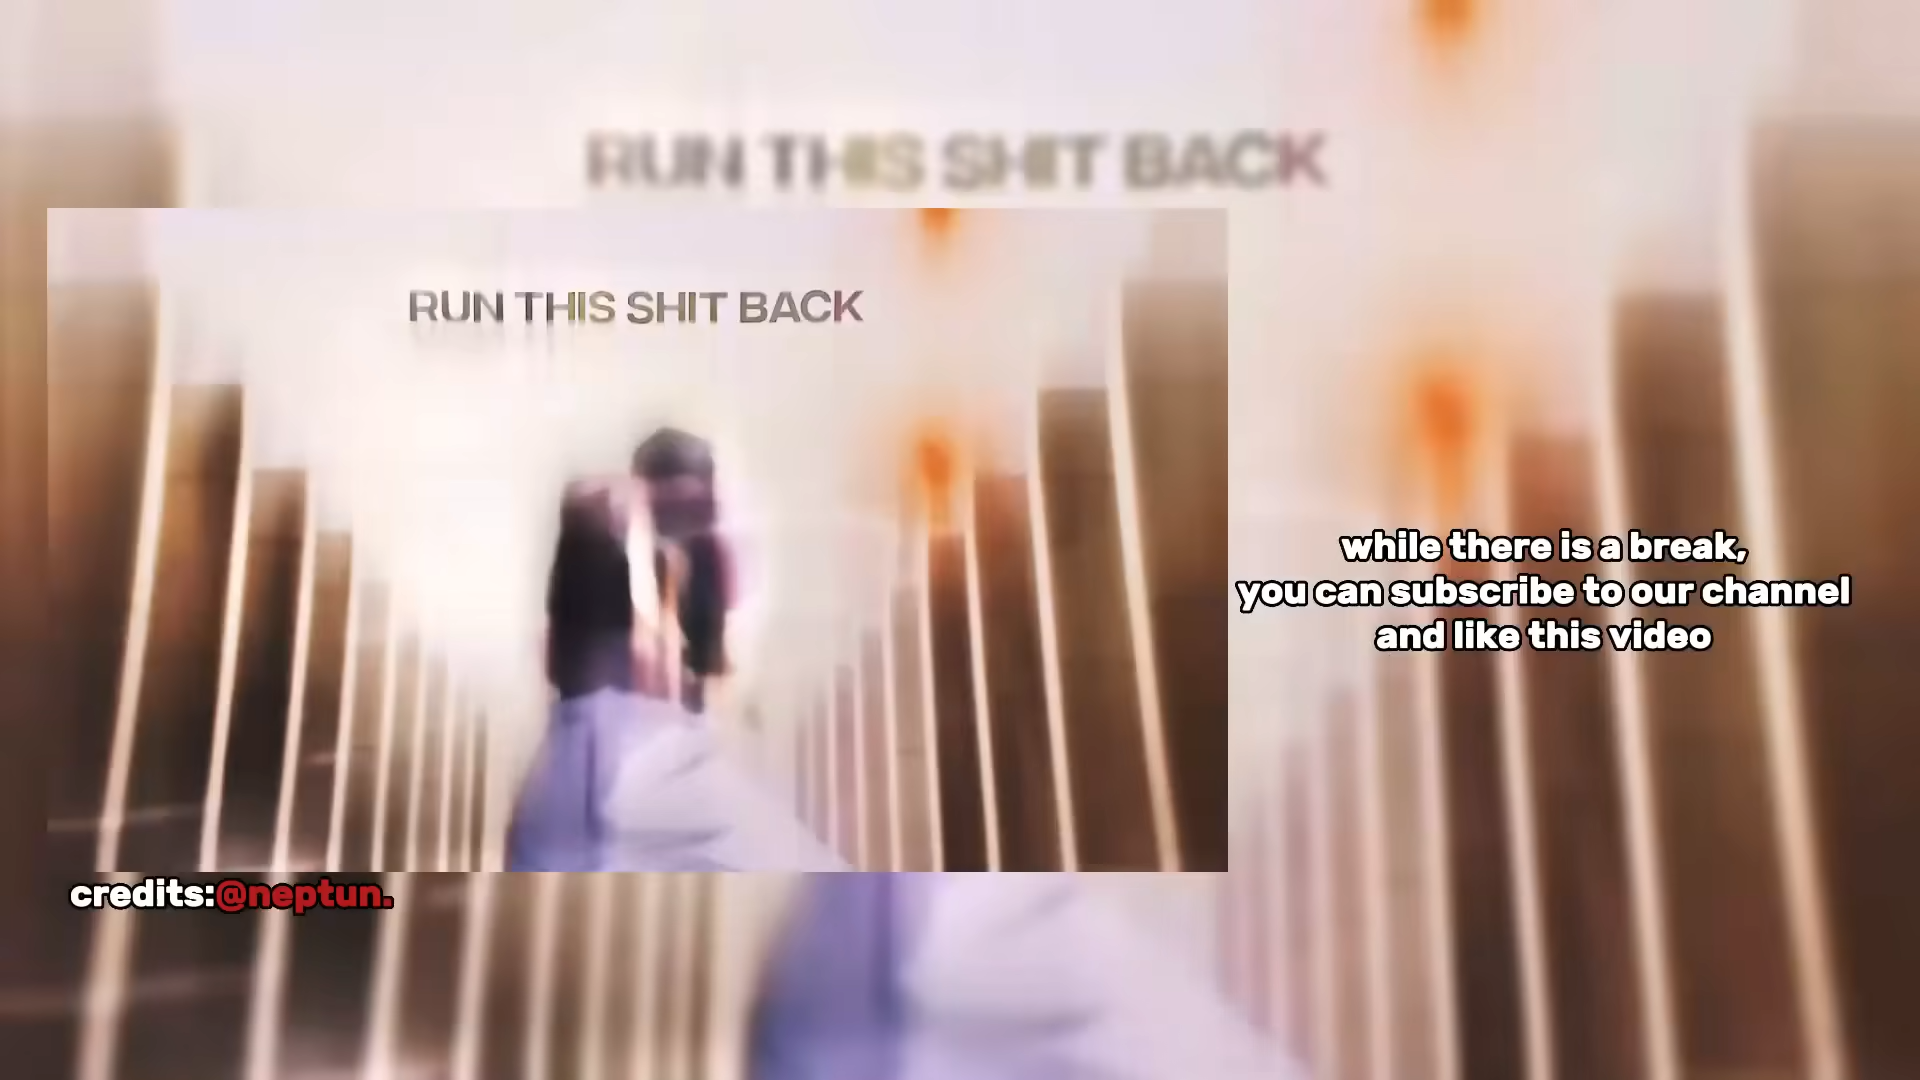 RUN THIS SHIT BACK
RUN THIS SHIT BACK
while there is a break,
you can subscribe to our channel
and like this video
credits:@neptun.